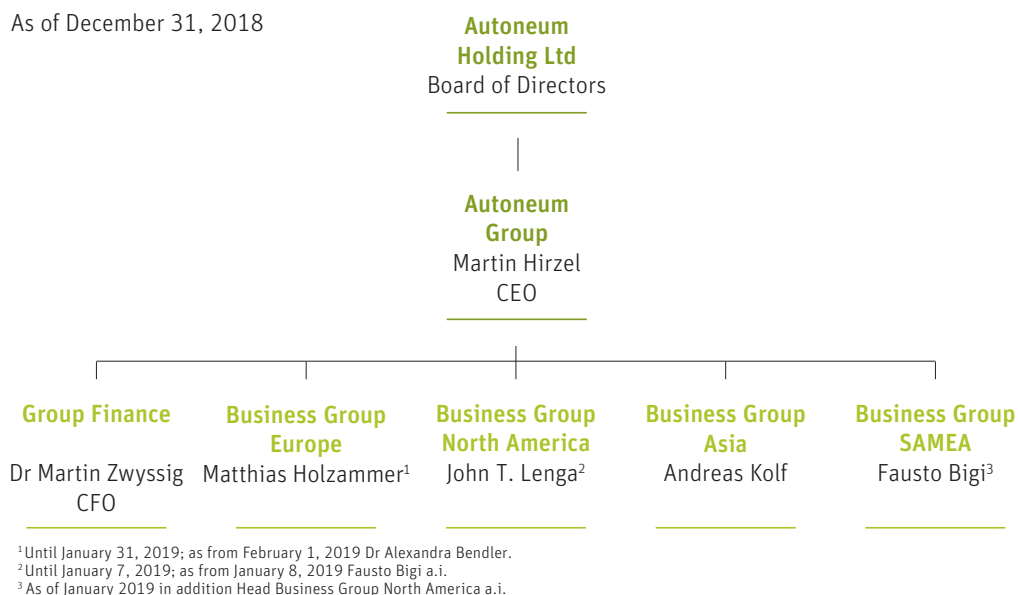 As of December 31, 2018
Autoneum
Holding Ltd
Board of Directors
Autoneum
Group
Martin Hirzel
CEO
Group Finance
Dr Martin Zwyssig
CFO
Business Group
Europe
Matthias Holzammer¹
Business Group
North America
John T. Lenga²
Business Group
Asia
Andreas Kolf
Business Group
SAMEA
Fausto Bigi³
¹ Until January 31, 2019; as from February 1, 2019 Dr Alexandra Bendler.
² Until January 7, 2019; as from January 8, 2019 Fausto Bigi a.i.
³ As of January 2019 in addition Head Business Group North America a.i.